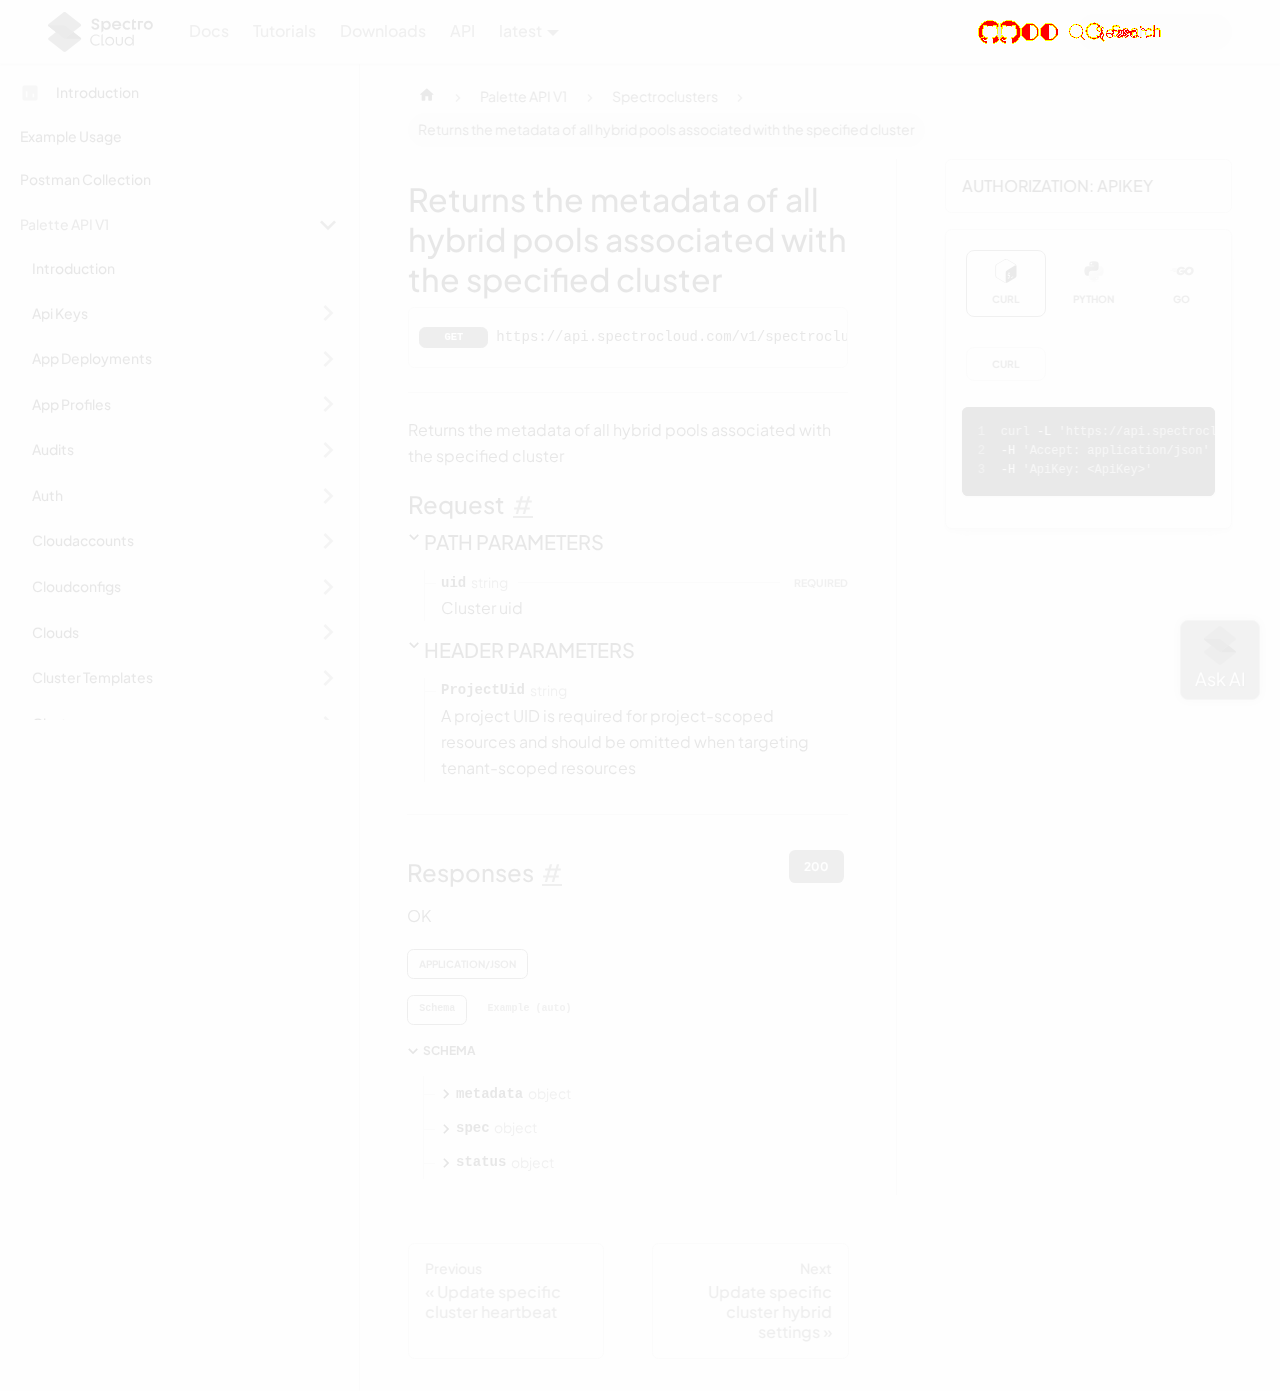 Spectro
Cloud
Docs
Tutorials
Downloads
API
latest
Search
Introduction
Example Usage
Postman Collection
Palette API V1
Introduction
Api Keys
App Deployments
App Profiles
Audits
Auth
Cloudaccounts
Cloudconfigs
Clouds
Cluster Templates
Palette API V1
Spectroclusters
Returns the metadata of all hybrid pools associated with the specified cluster
Returns the metadata of all
hybrid pools associated with
the specified cluster
GET https://api.spectrocloud.com/v1/spectroclu
Returns the metadata of all hybrid pools associated with
the specified cluster
Request #
PATH PARAMETERS
uid string REQUIRED
Cluster uid
HEADER PARAMETERS
ProjectUid string
A project UID is required for project-scoped
resources and should be omitted when targeting
tenant-scoped resources
Responses #
200
OK
APPLICATION/JSON
Schema Example (auto)
SCHEMA
metadata object
spec object
status object
Previous
« Update specific
cluster heartbeat
Next
Update specific
cluster hybrid
settings »
AUTHORIZATION: APIKEY
CURL
PYTHON
GO
GO
CURL
1 curl -L 'https://api.spectrocl
2 -H 'Accept: application/json'
3 -H 'ApiKey: <ApiKey>'
Ask AI